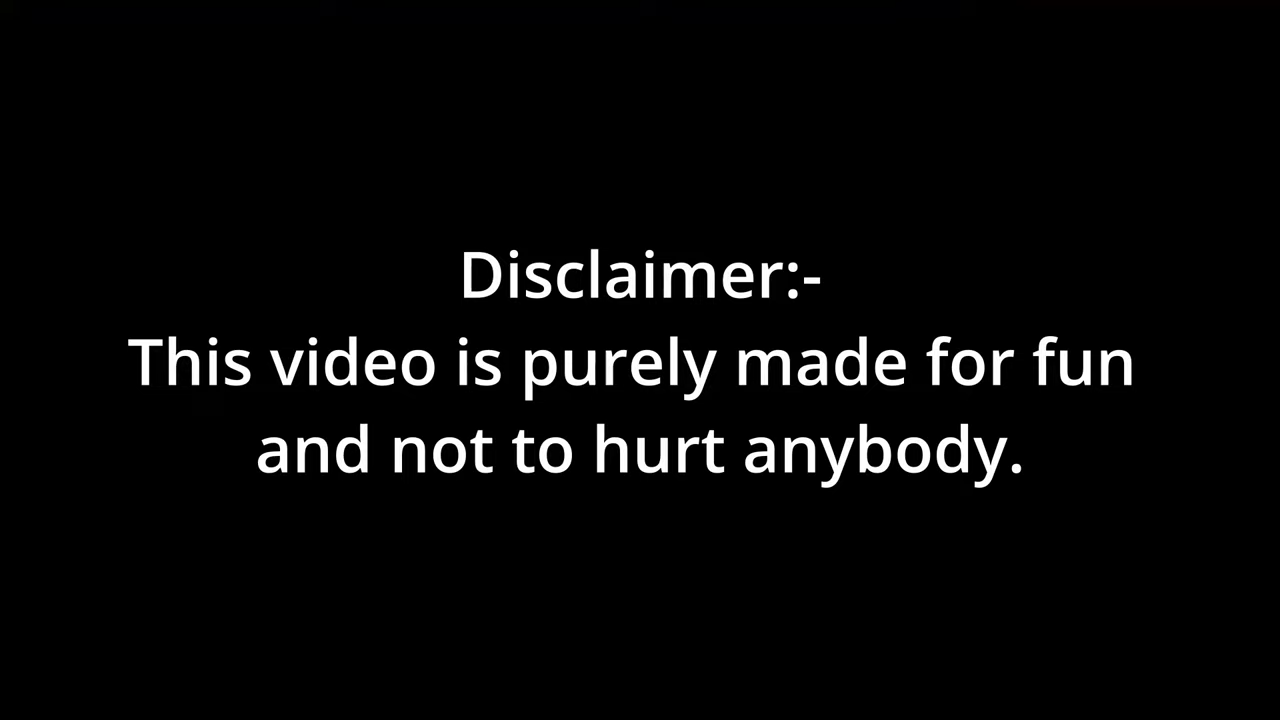 Disclaimer:-
This video is purely made for fun
and not to hurt anybody.